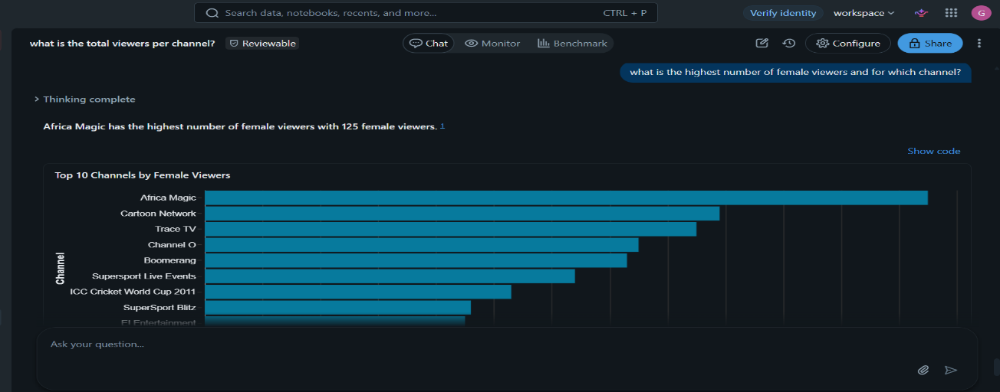 Search data, notebooks, recents, and more... CTRL + P Verify identity workspace G
what is the total viewers per channel? Reviewable Chat Monitor Benchmark Configure Share
what is the highest number of female viewers and for which channel?
Thinking complete
Africa Magic has the highest number of female viewers with 125 female viewers. 1
Show code
Top 10 Channels by Female Viewers
Africa Magic
Cartoon Network
Trace TV
Channel O
Boomerang
Channel
Supersport Live Events
ICC Cricket World Cup 2011
SuperSport Blitz
E! Entertainment
Ask your question...